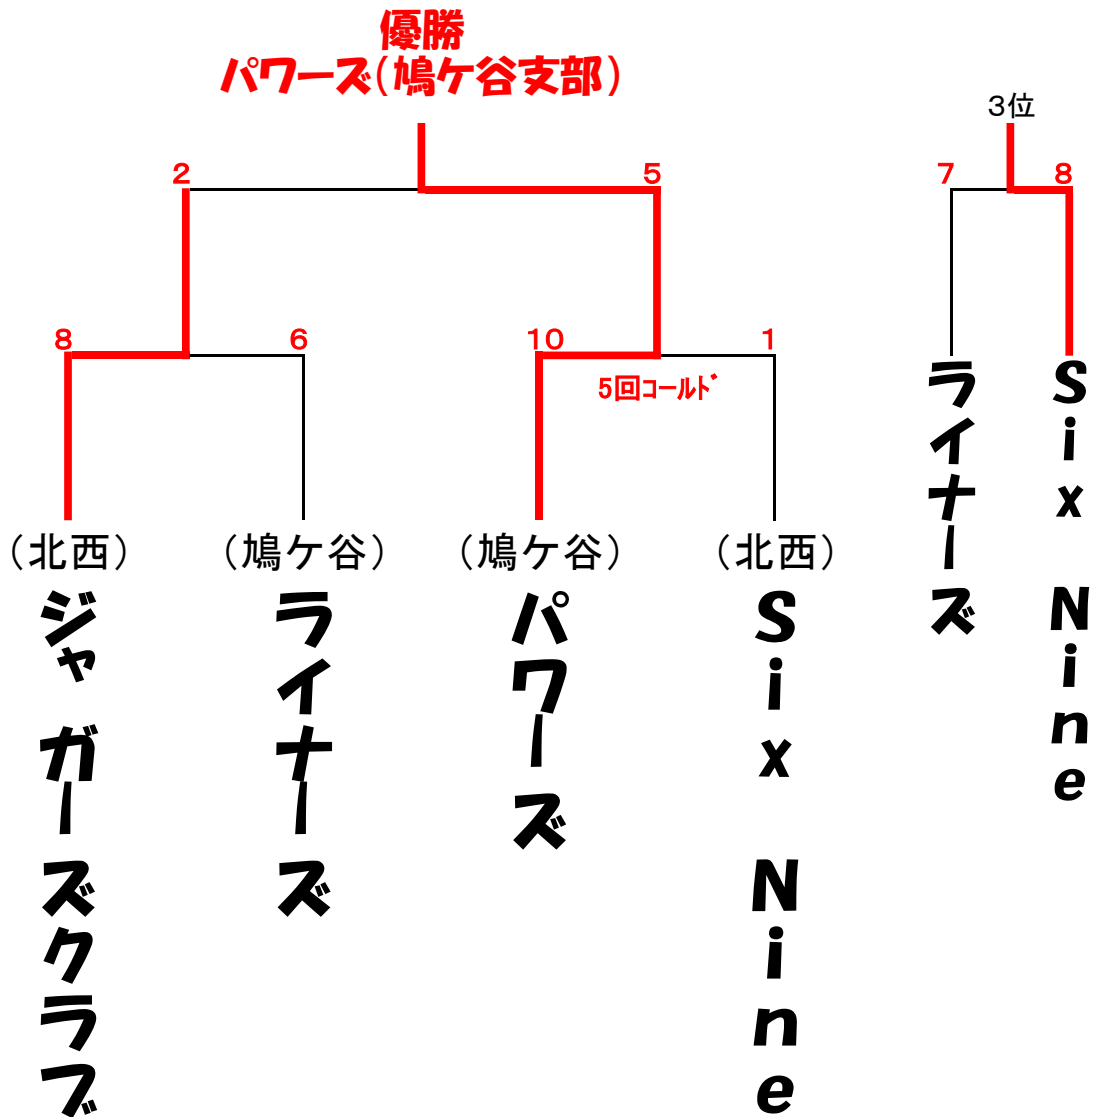 優勝
パワーズ(鳩ケ谷支部)
3位
2
5
7
8
8
6
10
1
5回ｺｰﾙﾄﾞ
ライナーズ
Six Nine
(北西)
(鳩ケ谷)
(鳩ケ谷)
(北西)
ジャガーズクラブ
ライナーズ
パワーズ
Six Nine